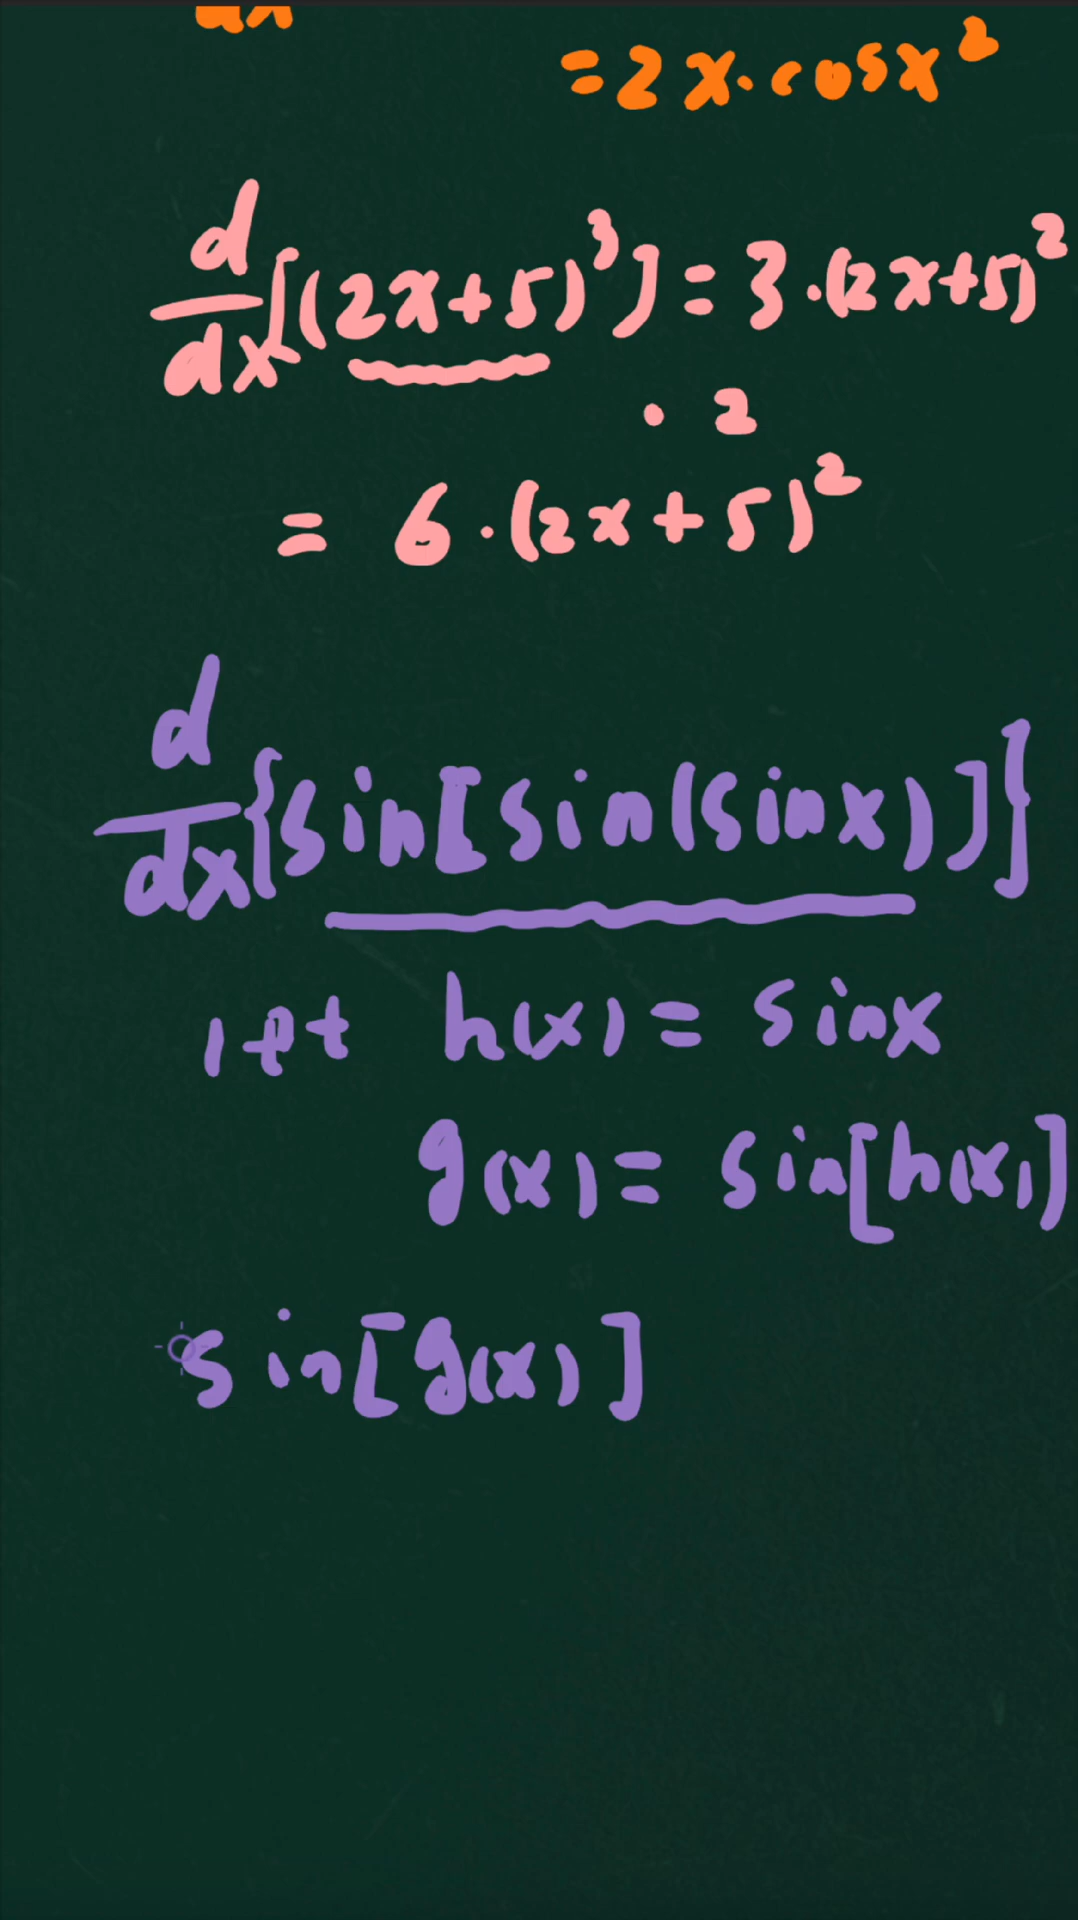 dx
=2x·cosx²
d/dx[(2x+5)³]=3·(2x+5)²
· 2
= 6·(2x+5)²
d/dx{sin[sin(sinx)]}
let h(x)= sinx
g(x)= sin[h(x)]
sin[g(x)]